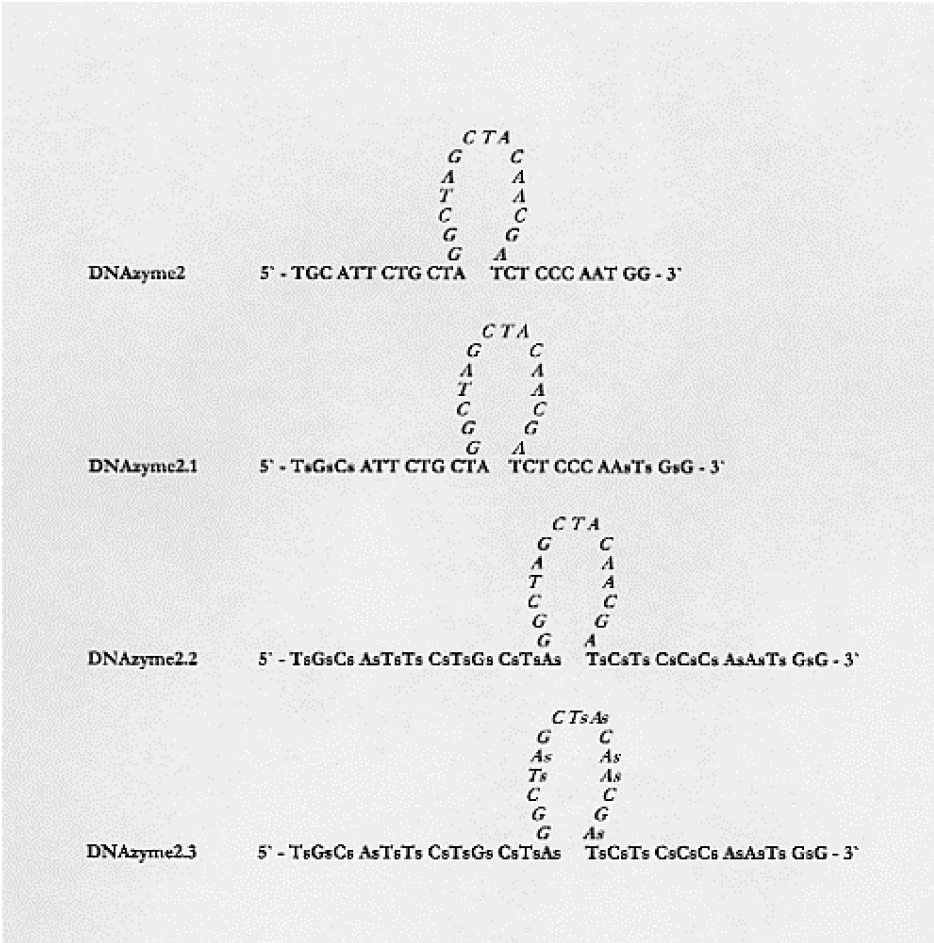 C T A
G C
A A
T A
C C
G G
G A
DNAzyme2 5` - TGC ATT CTG CTA TCT CCC AAT GG - 3`
C T A
G C
A A
T A
C C
G G
G A
DNAzyme2.1 5` - TsGsCs ATT CTG CTA TCT CCC AAsTs GsG - 3`
C T A
G C
A A
T A
C C
G G
G A
DNAzyme2.2 5` - TsGsCs AsTsTs CsTsGs CsTsAs TsCsTs CsCsCs AsAsTs GsG - 3`
C Ts As
G C
As As
Ts As
C C
G G
G As
DNAzyme2.3 5` - TsGsCs AsTsTs CsTsGs CsTsAs TsCsTs CsCsCs AsAsTs GsG - 3`